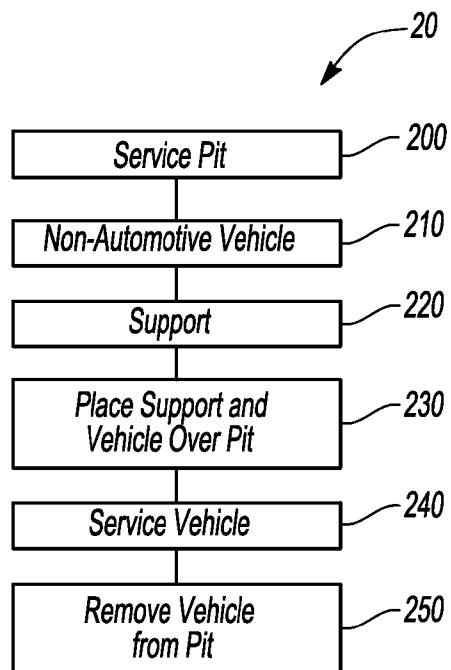 20
Service Pit
200
Non-Automotive Vehicle
210
Support
220
Place Support and
Vehicle Over Pit
230
Service Vehicle
240
Remove Vehicle
from Pit
250